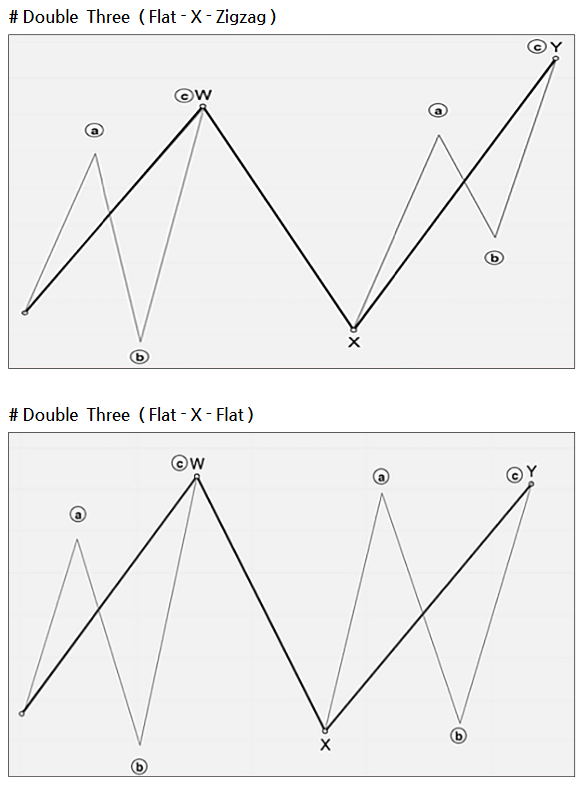 # Double Three ( Flat - X - Zigzag )
c Y
c W
a
a
b
X
b
# Double Three ( Flat - X - Flat )
c W
c Y
a
a
b
X
b